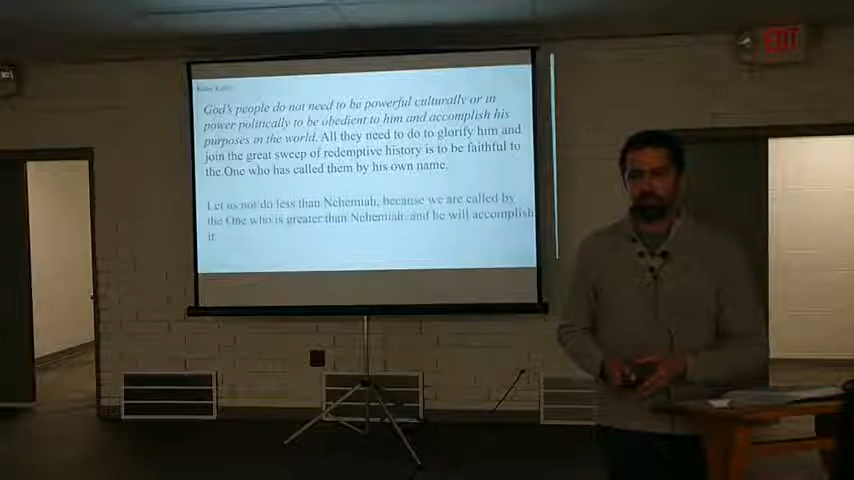 God's people do not need to be powerful culturally or in
power politically to be obedient to him and accomplish his
purposes in the world. All they need to do to glorify him and
join the great sweep of redemptive history is to be faithful to
the One who has called them by his own name.
Let us not do less than Nehemiah, because we are called by
the One who is greater than Nehemiah, and he will accomplish
it
EXIT